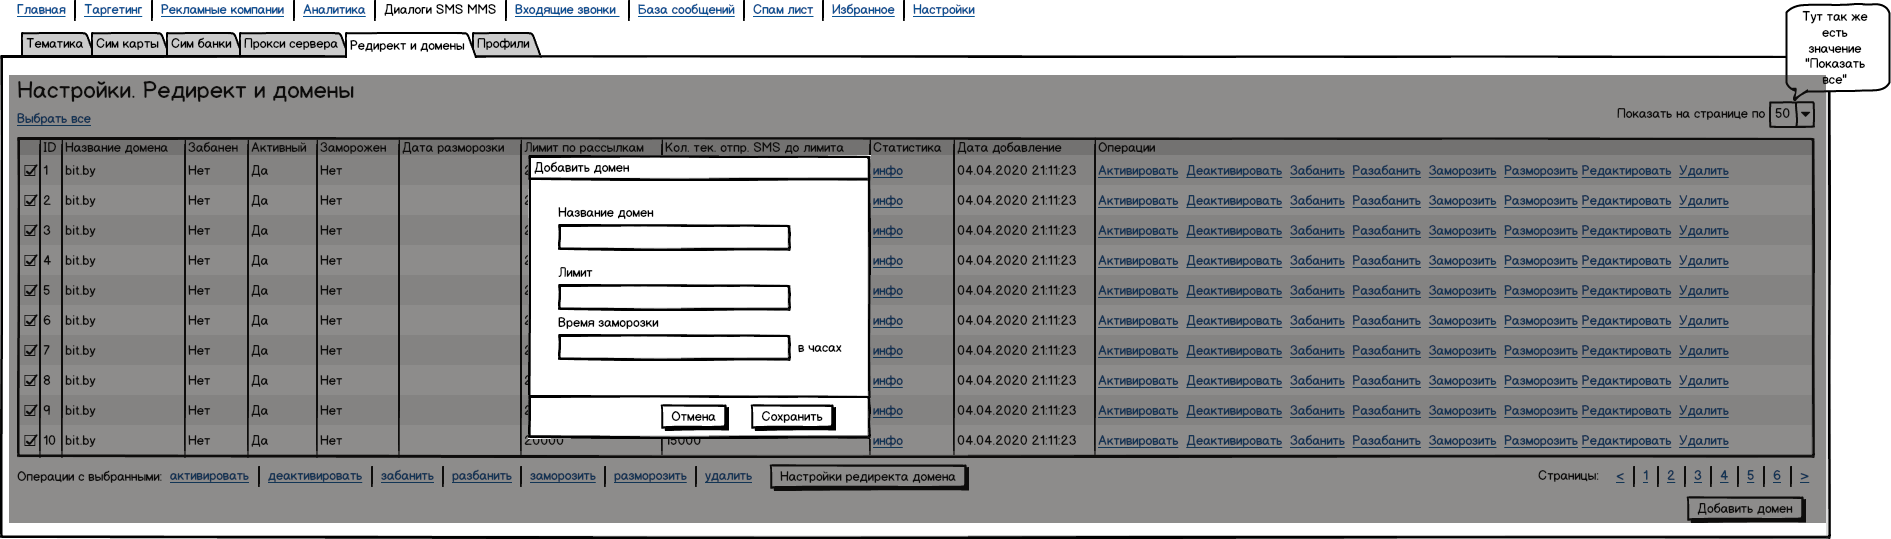 Главная Таргетинг Рекламные компании Аналитика Диалоги SMS MMS Входящие звонки База сообщений Спам лист Избранное Настройки
Тут так же
есть
значение
"Показать
все"
Тематика Сим карты Сим банки Прокси сервера Редирект и домены Профили
Настройки. Редирект и домены
Выбрать все
Показать на странице по 50
ID Название домена Забанен Активный Заморожен Дата разморозки Лимит по рассылкам Кол. тек. отпр. SMS до лимита Статистика Дата добавление Операции
1 bit.by Нет Да Нет инфо 04.04.2020 21:11:23 Активировать Деактивировать Забанить Разабанить Заморозить Разморозить Редактировать Удалить
2 bit.by Нет Да Нет инфо 04.04.2020 21:11:23 Активировать Деактивировать Забанить Разабанить Заморозить Разморозить Редактировать Удалить
3 bit.by Нет Да Нет инфо 04.04.2020 21:11:23 Активировать Деактивировать Забанить Разабанить Заморозить Разморозить Редактировать Удалить
4 bit.by Нет Да Нет инфо 04.04.2020 21:11:23 Активировать Деактивировать Забанить Разабанить Заморозить Разморозить Редактировать Удалить
5 bit.by Нет Да Нет инфо 04.04.2020 21:11:23 Активировать Деактивировать Забанить Разабанить Заморозить Разморозить Редактировать Удалить
6 bit.by Нет Да Нет инфо 04.04.2020 21:11:23 Активировать Деактивировать Забанить Разабанить Заморозить Разморозить Редактировать Удалить
7 bit.by Нет Да Нет инфо 04.04.2020 21:11:23 Активировать Деактивировать Забанить Разабанить Заморозить Разморозить Редактировать Удалить
8 bit.by Нет Да Нет инфо 04.04.2020 21:11:23 Активировать Деактивировать Забанить Разабанить Заморозить Разморозить Редактировать Удалить
9 bit.by Нет Да Нет инфо 04.04.2020 21:11:23 Активировать Деактивировать Забанить Разабанить Заморозить Разморозить Редактировать Удалить
10 bit.by Нет Да Нет 20000 15000 инфо 04.04.2020 21:11:23 Активировать Деактивировать Забанить Разабанить Заморозить Разморозить Редактировать Удалить
Добавить домен
Название домен
Лимит
Время заморозки
в часах
Отмена Сохранить
Операции с выбранными: активировать деактивировать забанить разбанить заморозить разморозить удалить Настройки редиректа домена Страницы: < 1 2 3 4 5 6 >
Добавить домен